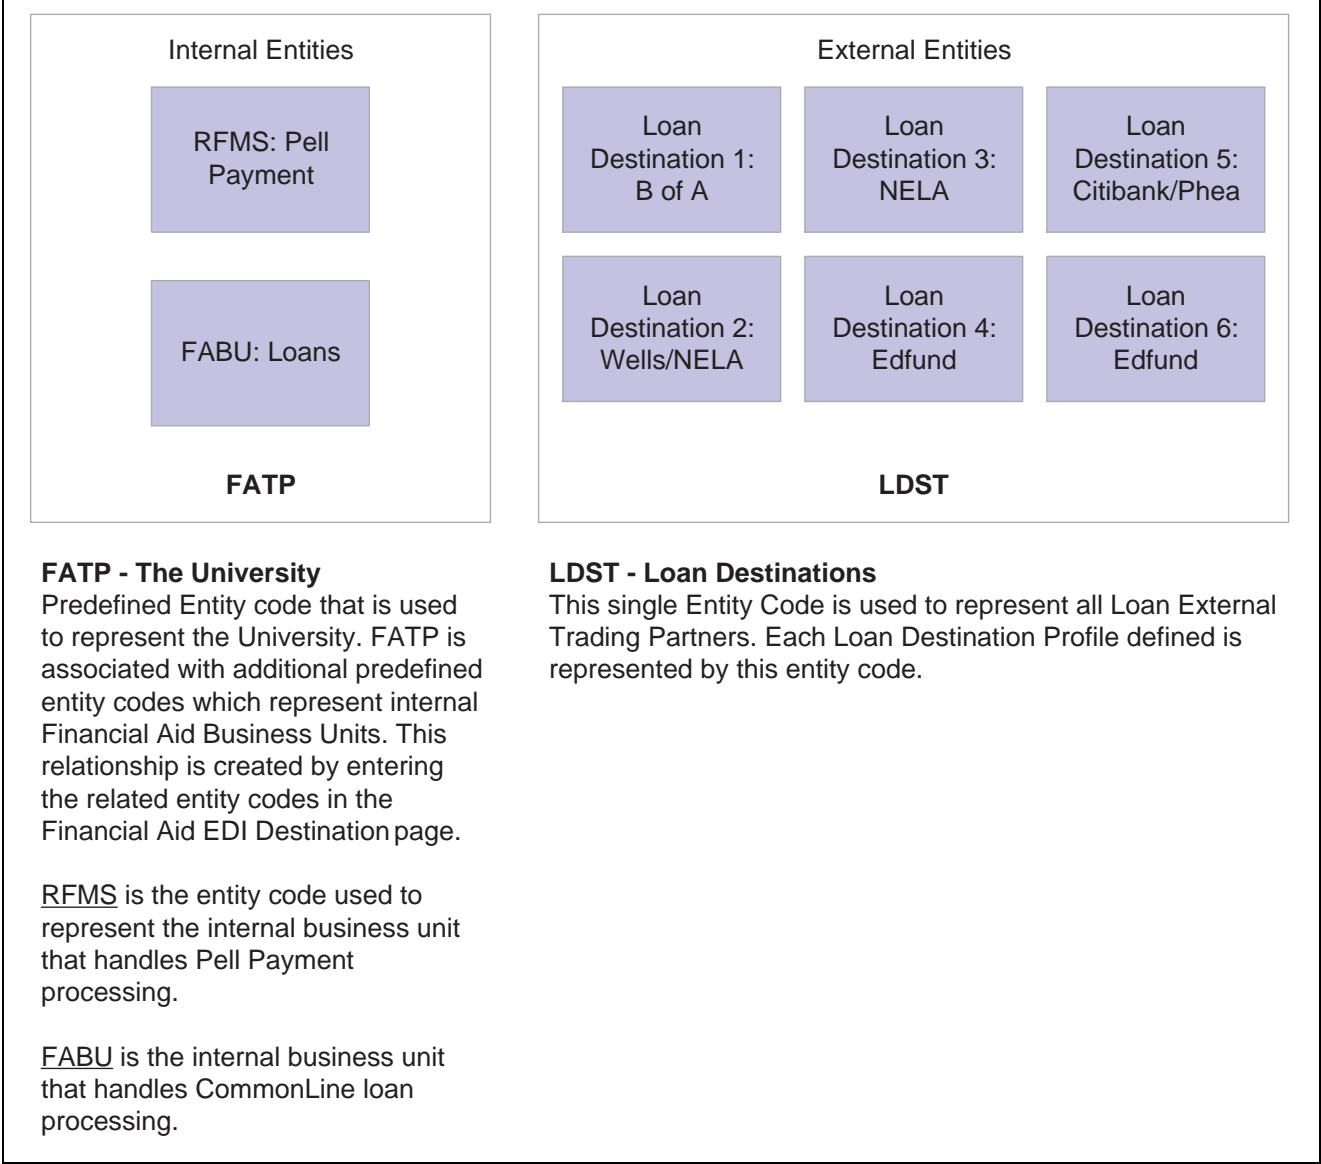 Internal Entities
RFMS: Pell
Payment
FABU: Loans
FATP
External Entities
Loan
Destination 1:
B of A
Loan
Destination 3:
NELA
Loan
Destination 5:
Citibank/Phea
Loan
Destination 2:
Wells/NELA
Loan
Destination 4:
Edfund
Loan
Destination 6:
Edfund
LDST
FATP - The University
Predefined Entity code that is used
to represent the University. FATP is
associated with additional predefined
entity codes which represent internal
Financial Aid Business Units. This
relationship is created by entering
the related entity codes in the
Financial Aid EDI Destination page.
RFMS is the entity code used to
represent the internal business unit
that handles Pell Payment
processing.
FABU is the internal business unit
that handles CommonLine loan
processing.
LDST - Loan Destinations
This single Entity Code is used to represent all Loan External
Trading Partners. Each Loan Destination Profile defined is
represented by this entity code.